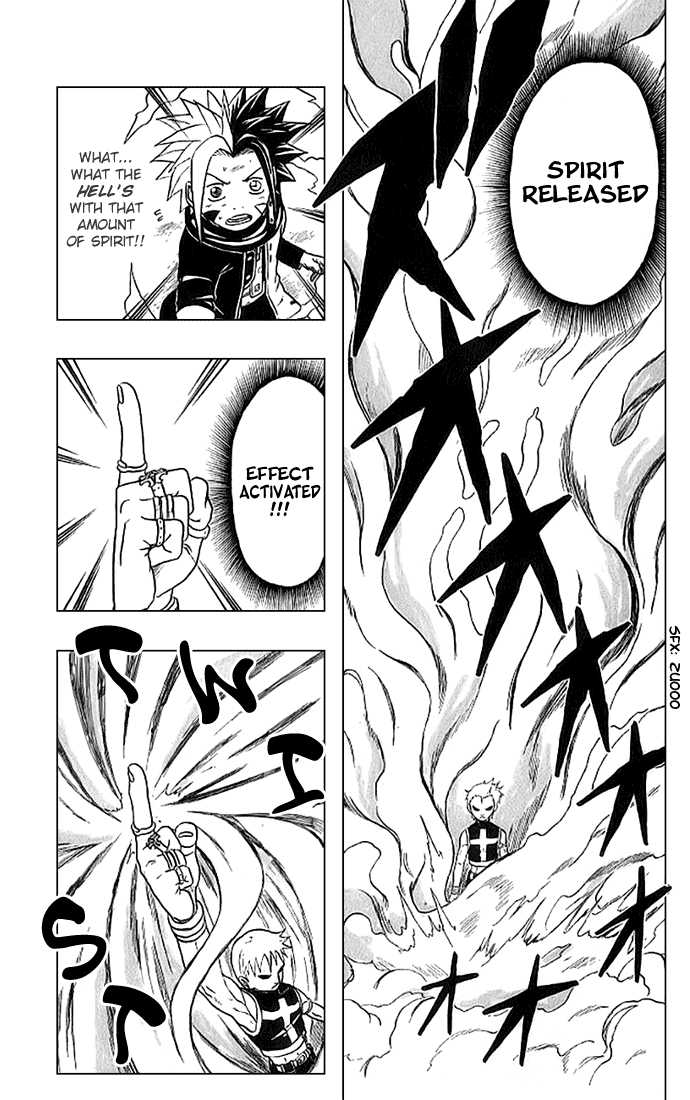 SPIRIT
RELEASED
SFX: ZUOOO
WHAT...
WHAT THE
HELL'S
WITH THAT
AMOUNT
OF SPIRIT!!
EFFECT
ACTIVATED
!!!
TWIST